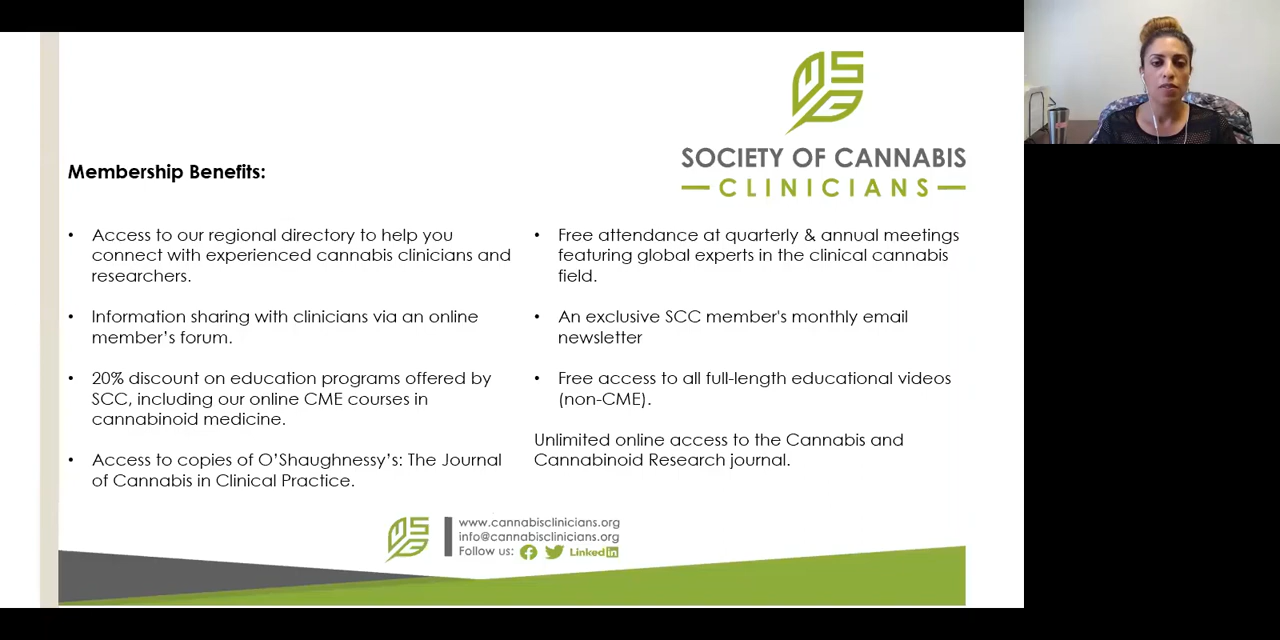 SOCIETY OF CANNABIS
CLINICIANS
Membership Benefits:
• Access to our regional directory to help you
connect with experienced cannabis clinicians and
researchers.
• Information sharing with clinicians via an online
member’s forum.
• 20% discount on education programs offered by
SCC, including our online CME courses in
cannabinoid medicine.
• Access to copies of O’Shaughnessy’s: The Journal
of Cannabis in Clinical Practice.
• Free attendance at quarterly & annual meetings
featuring global experts in the clinical cannabis
field.
• An exclusive SCC member's monthly email
newsletter
• Free access to all full-length educational videos
(non-CME).
Unlimited online access to the Cannabis and
Cannabinoid Research journal.
www.cannabisclinicians.org
info@cannabisclinicians.org
Follow us: Linked in